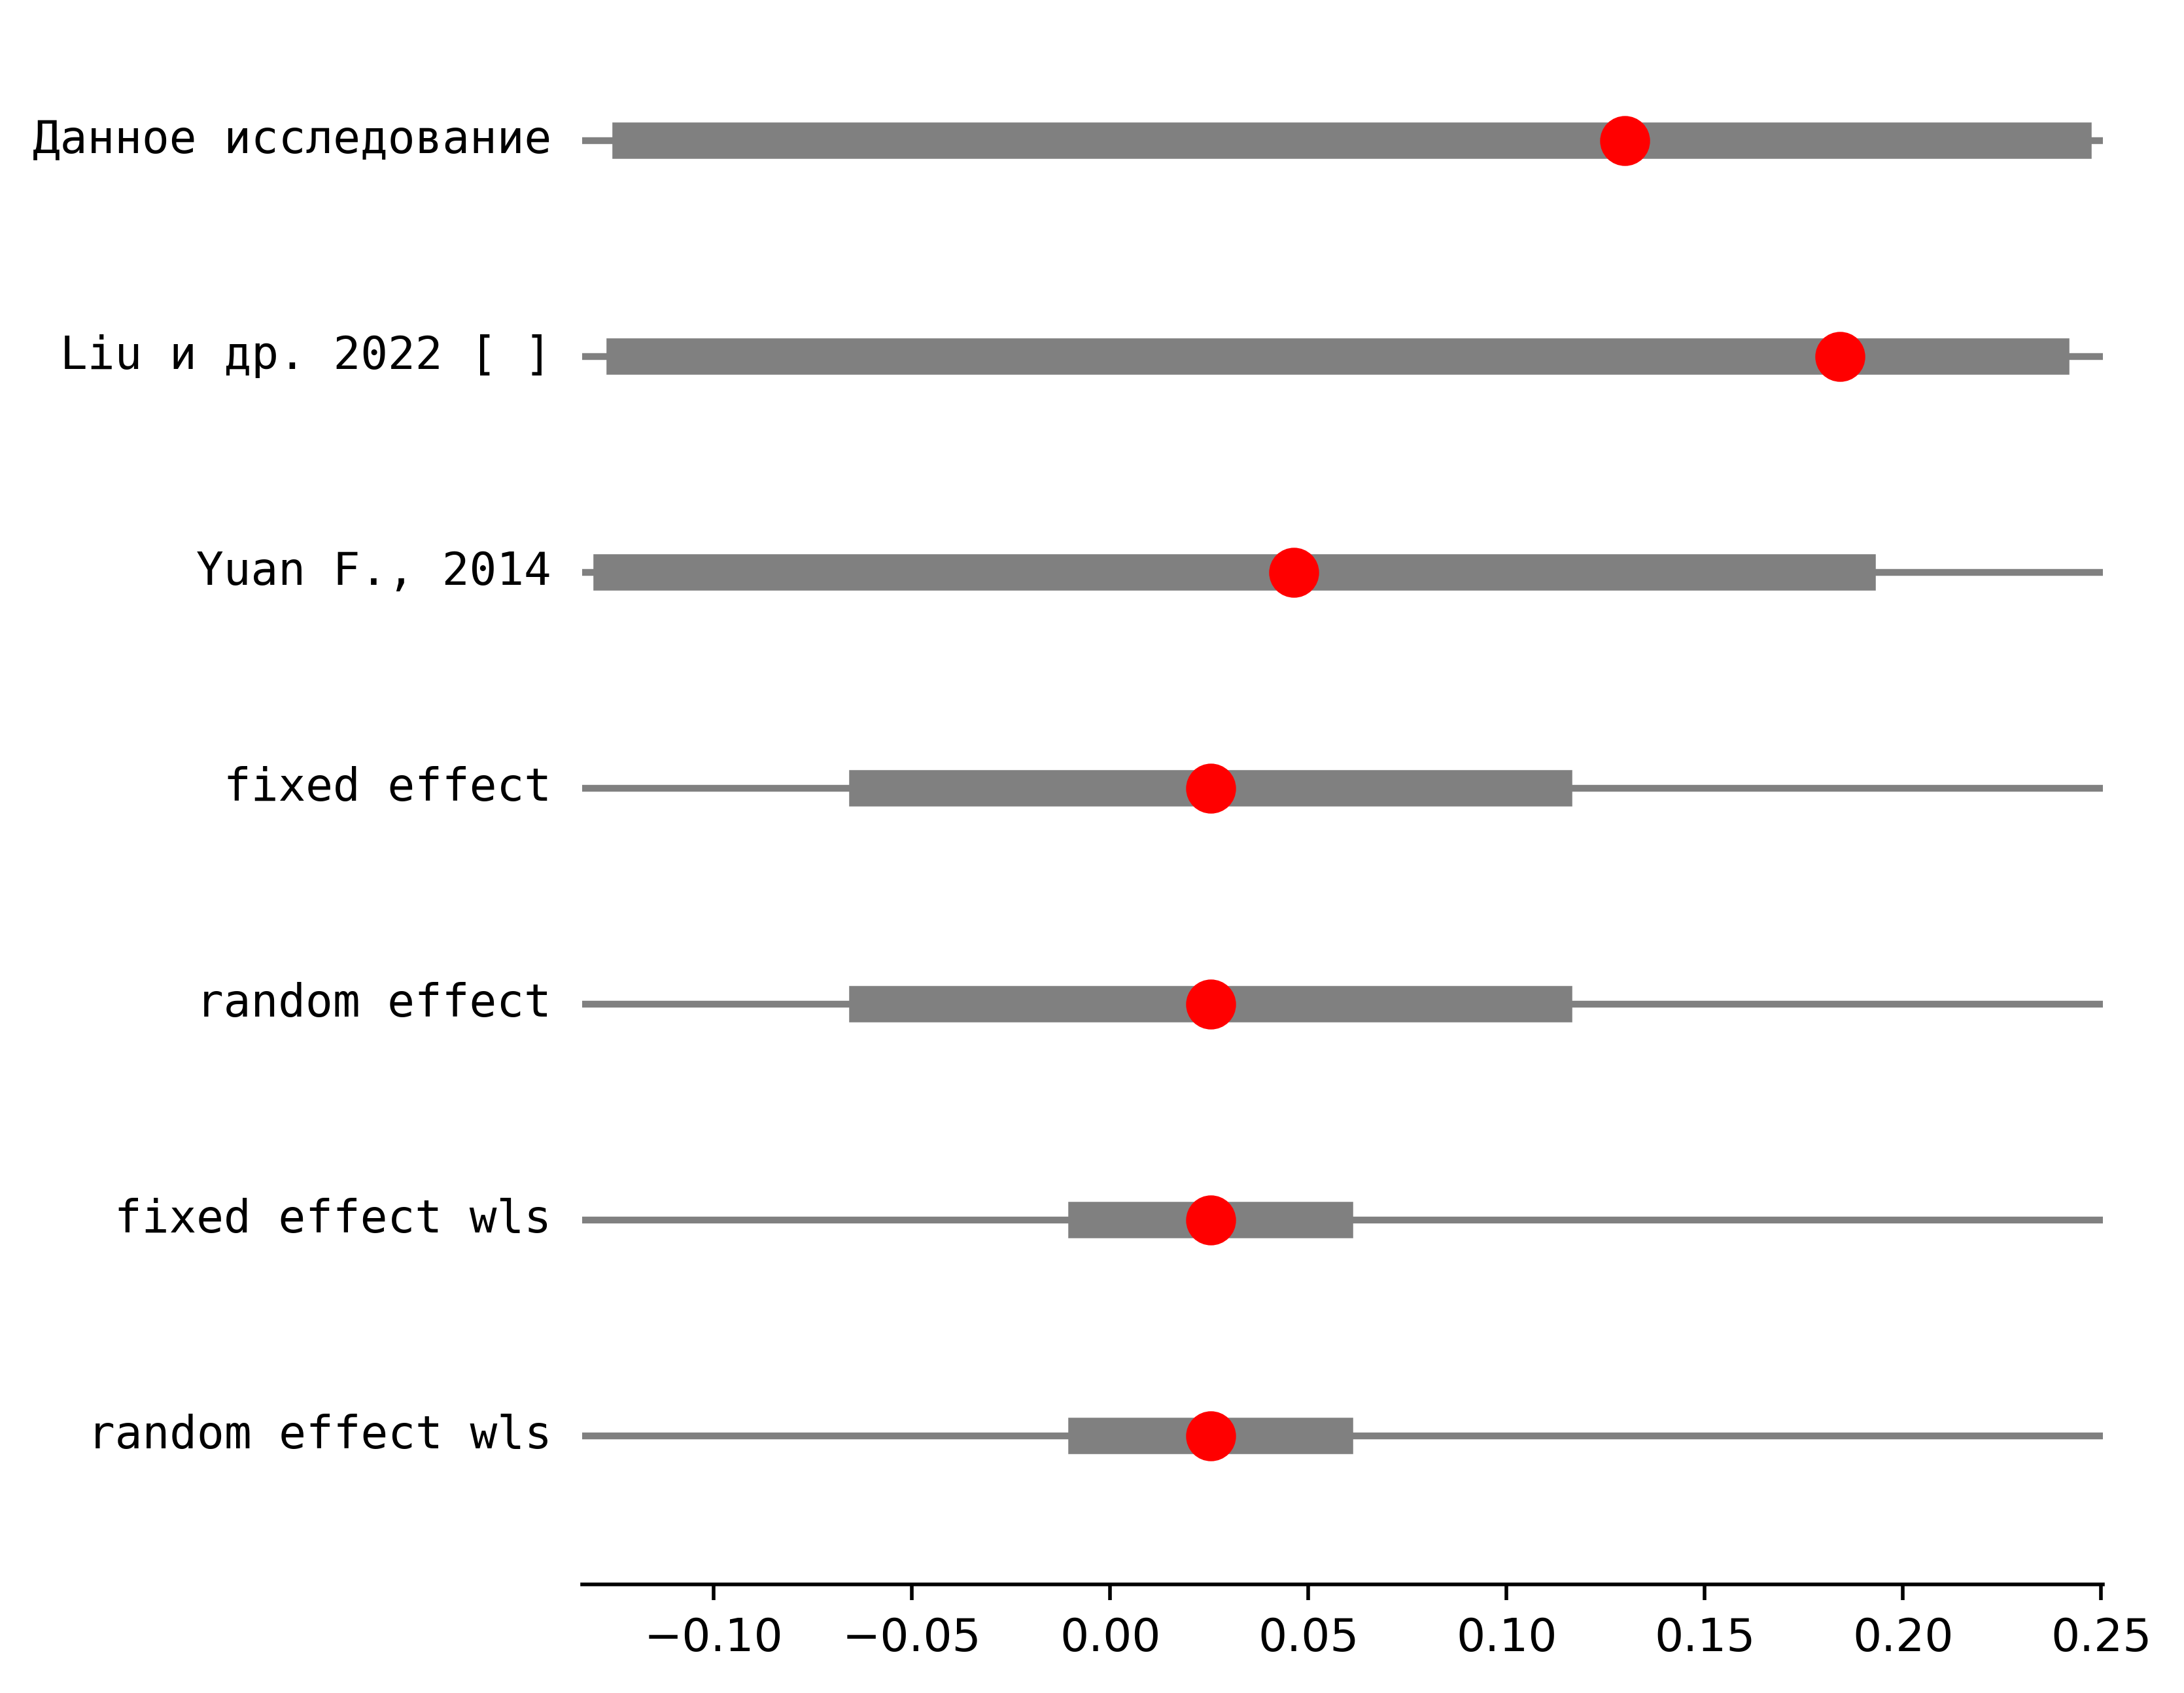 Данное исследование
Liu и др. 2022 [ ]
Yuan F., 2014
fixed effect
random effect
fixed effect wls
random effect wls
−0.10 −0.05 0.00 0.05 0.10 0.15 0.20 0.25